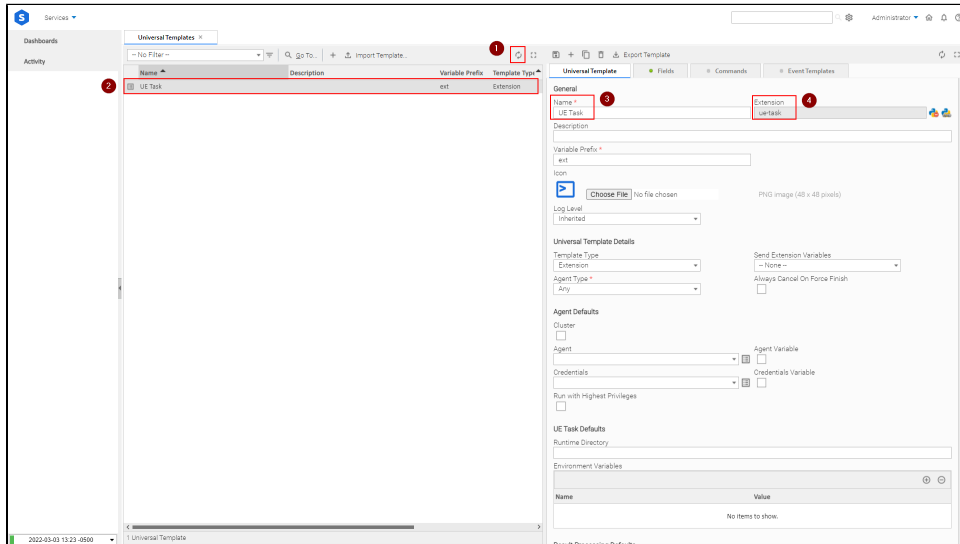 Services
Administrator
Dashboards
Activity
Universal Templates ×
-- No Filter --
Go To...
Import Template...
1
Name
Description
Variable Prefix
Template Type
2
UE Task
ext
Extension
Export Template
Universal Template
Fields
Commands
Event Templates
General
Name *
3
Extension
4
UE Task
ue-task
Description
Variable Prefix *
ext
Icon
Choose File No file chosen
PNG image (48 x 48 pixels)
Log Level
Inherited
Universal Template Details
Template Type
Send Extension Variables
Extension
-- None --
Agent Type *
Always Cancel On Force Finish
Any
Agent Defaults
Cluster
Agent
Agent Variable
Credentials
Credentials Variable
Run with Highest Privileges
UE Task Defaults
Runtime Directory
Environment Variables
Name
Value
No items to show.
2022-03-03 13:23 -0500
1 Universal Template
Result Processing Defaults